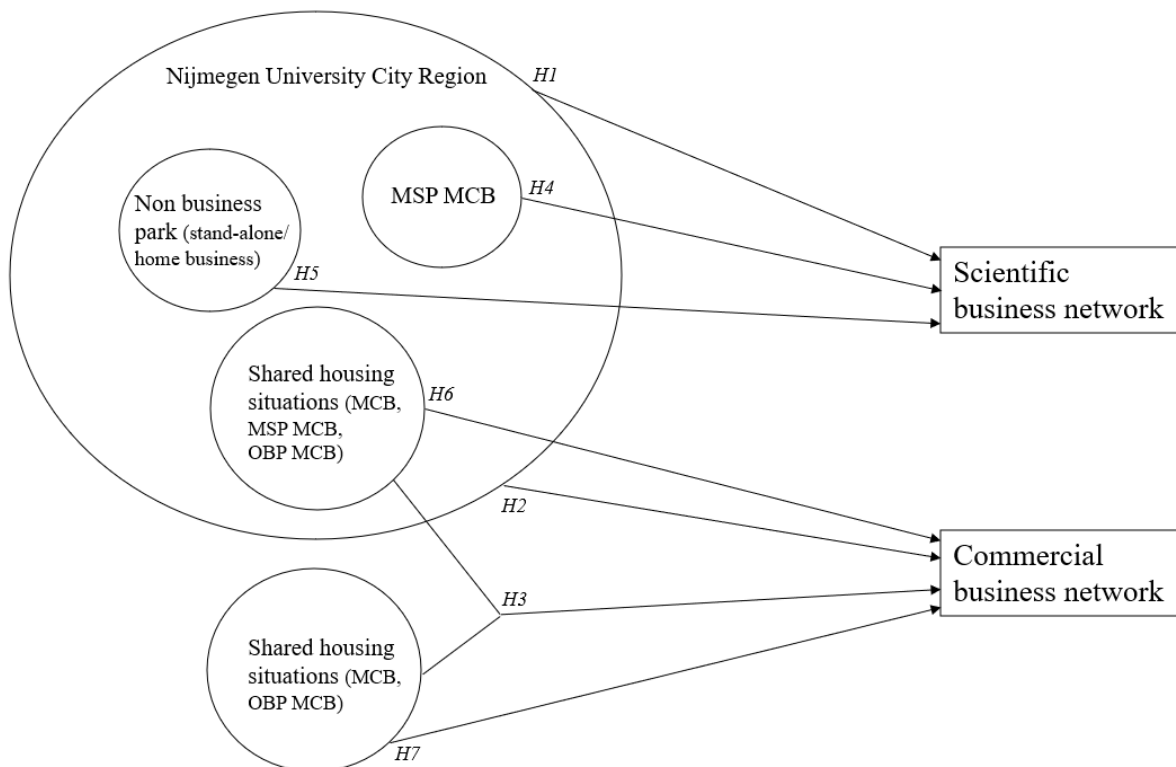 H1
Nijmegen University City Region
MSP MCB
H4
Non business
park (stand-alone/
home business)
H5
Scientific
business network
Shared housing
situations (MCB,
MSP MCB,
OBP MCB)
H6
H2
Commercial
business network
H3
Shared housing
situations (MCB,
OBP MCB)
H7